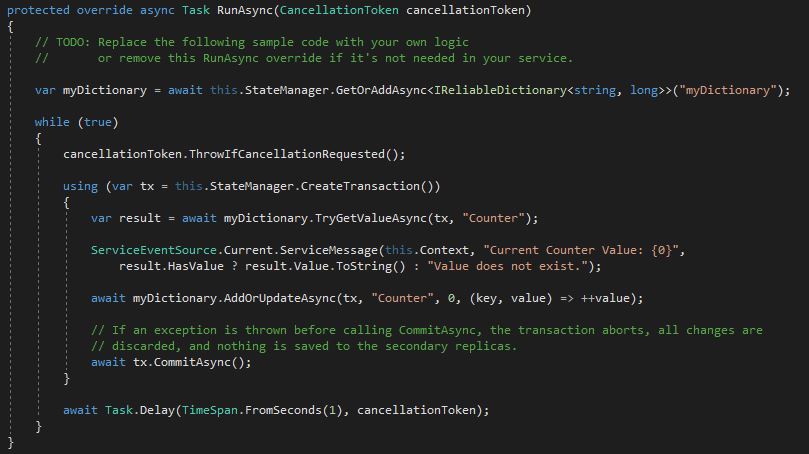 protected override async Task RunAsync(CancellationToken cancellationToken)
{
// TODO: Replace the following sample code with your own logic
//       or remove this RunAsync override if it's not needed in your service.
var myDictionary = await this.StateManager.GetOrAddAsync<IReliableDictionary<string, long>>("myDictionary");
while (true)
{
cancellationToken.ThrowIfCancellationRequested();
using (var tx = this.StateManager.CreateTransaction())
{
var result = await myDictionary.TryGetValueAsync(tx, "Counter");
ServiceEventSource.Current.ServiceMessage(this.Context, "Current Counter Value: {0}",
result.HasValue ? result.Value.ToString() : "Value does not exist.");
await myDictionary.AddOrUpdateAsync(tx, "Counter", 0, (key, value) => ++value);
// If an exception is thrown before calling CommitAsync, the transaction aborts, all changes are
// discarded, and nothing is saved to the secondary replicas.
await tx.CommitAsync();
}
await Task.Delay(TimeSpan.FromSeconds(1), cancellationToken);
}
}